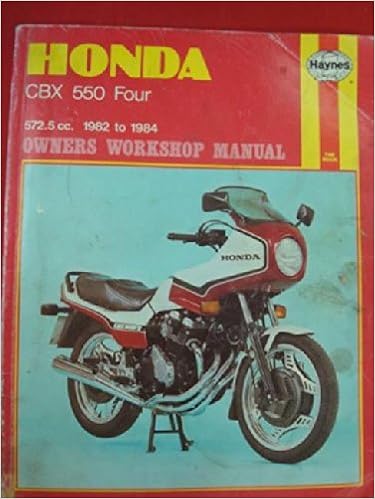 HONDA
Haynes
CBX 550 Four
572.5 cc. 1982 to 1984
OWNERS WORKSHOP MANUAL
HONDA